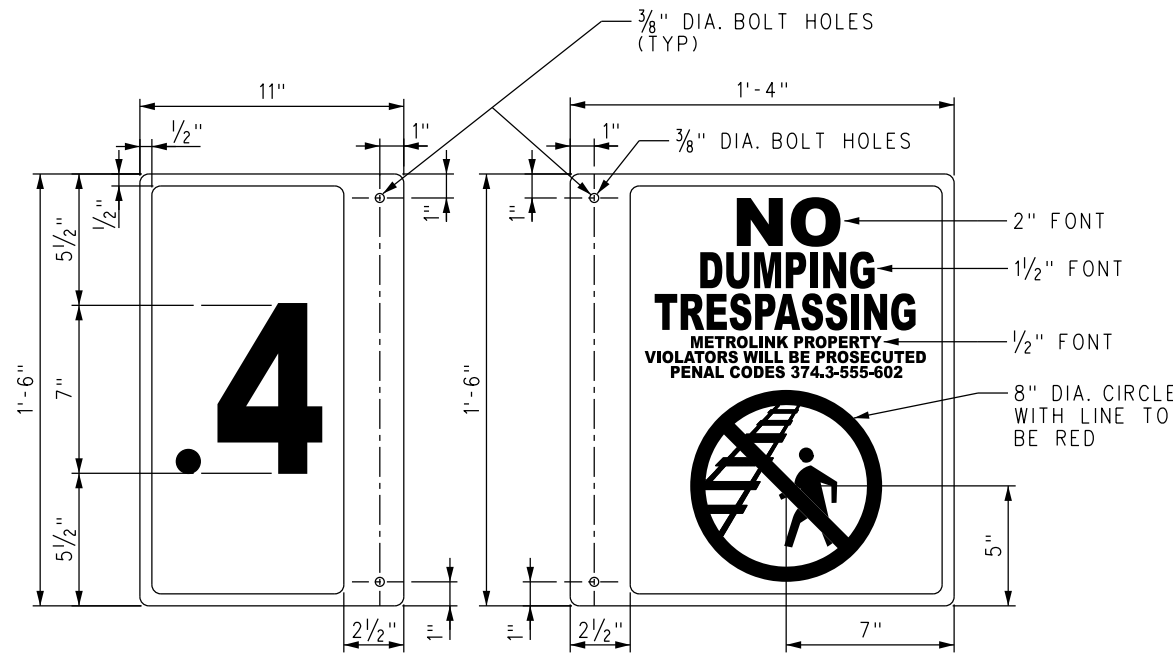 3/8" DIA. BOLT HOLES
(TYP)
11"
1'-4"
1/2"
1"
1"
3/8" DIA. BOLT HOLES
1/2"
1"
1"
5 1/2"
7"
5 1/2"
1'-6"
.4
1'-6"
NO
DUMPING
TRESPASSING
METROLINK PROPERTY
VIOLATORS WILL BE PROSECUTED
PENAL CODES 374.3-555-602
2" FONT
1 1/2" FONT
1/2" FONT
8" DIA. CIRCLE
WITH LINE TO
BE RED
5"
2 1/2"
1"
1"
2 1/2"
7"